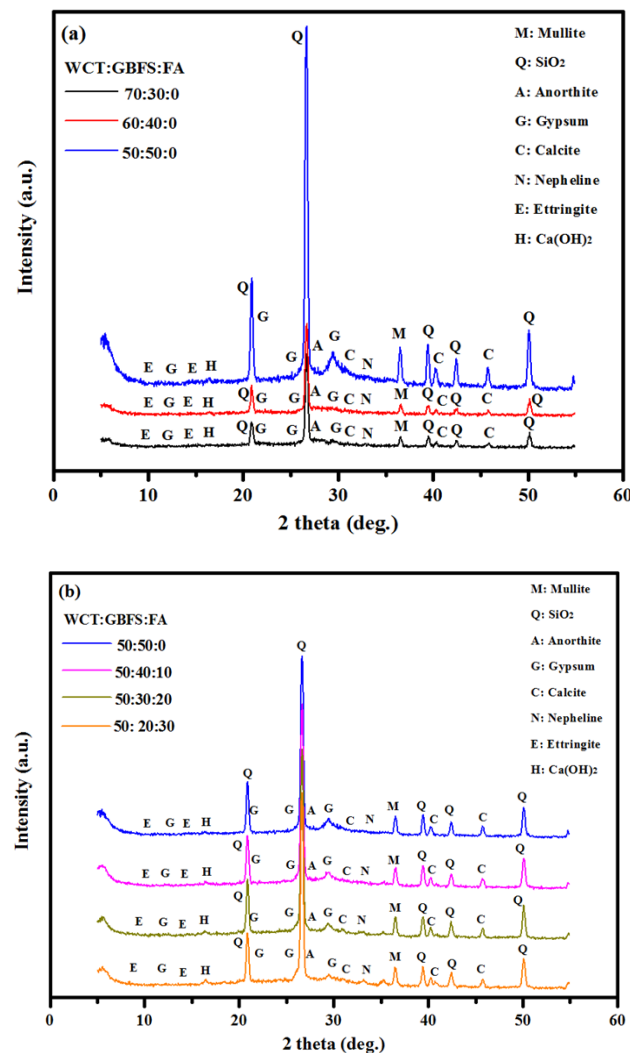 (a)
WCT:GBFS:FA
70:30:0
60:40:0
50:50:0
M: Mullite
Q: SiO₂
A: Anorthite
G: Gypsum
C: Calcite
N: Nepheline
E: Ettringite
H: Ca(OH)₂
Q
Q G
E G E H G A G C N M Q C Q C Q
E G E H Q G G A G C N M Q C Q C Q
E G E H Q G G A G C N M Q C Q C Q
Intensity (a.u.)
0 10 20 30 40 50 60
2 theta (deg.)
(b)
WCT:GBFS:FA
50:50:0
50:40:10
50:30:20
50: 20:30
M: Mullite
Q: SiO₂
A: Anorthite
G: Gypsum
C: Calcite
N: Nepheline
E: Ettringite
H: Ca(OH)₂
Q
E G E H Q G G A G C N M Q C Q C Q
E G E H Q G G A G C N M Q C Q C Q
E G E H Q G G A G C N M Q C Q C Q
E G E H Q G G A G C N M Q C Q C Q
Intensity (a.u.)
0 10 20 30 40 50 60
2 theta (deg.)